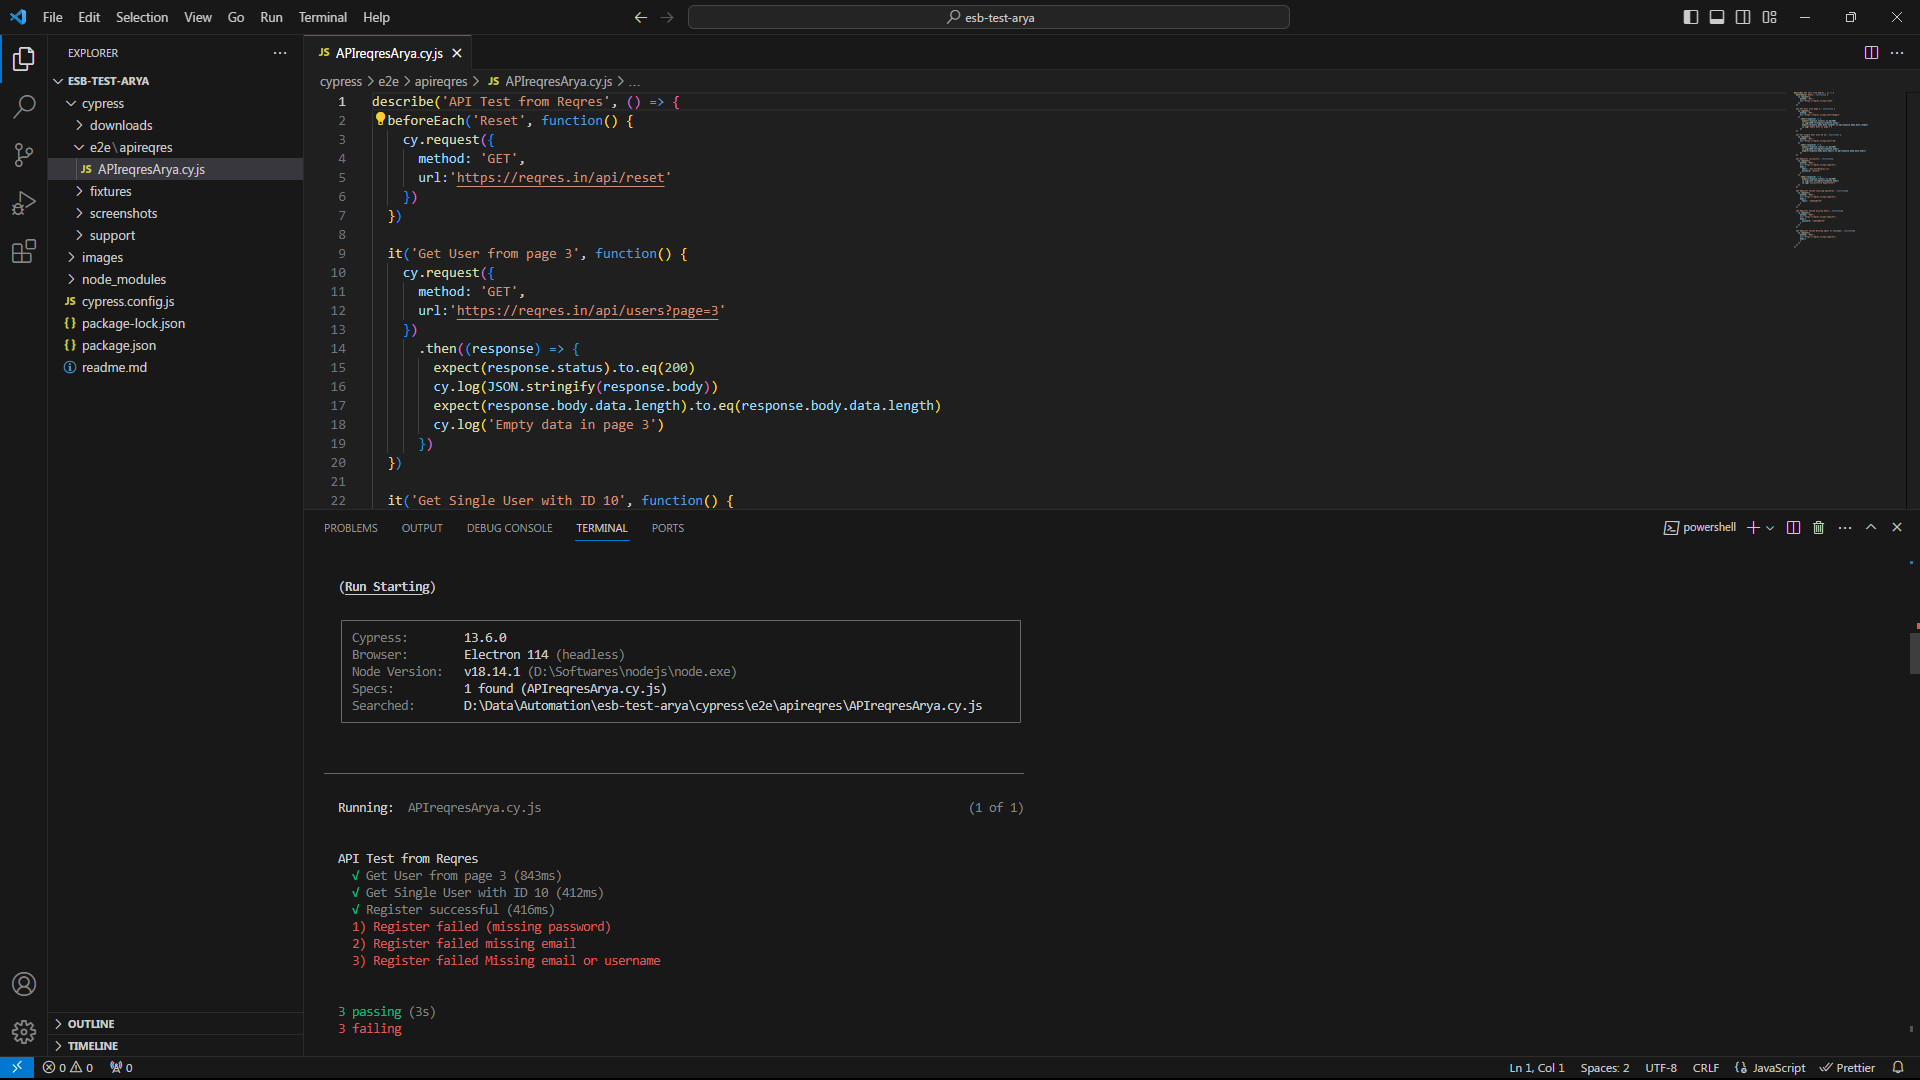 File Edit Selection View Go Run Terminal Help
esb-test-arya
EXPLORER
ESB-TEST-ARYA
cypress
downloads
e2e\apireqres
JS APIreqresArya.cy.js
fixtures
screenshots
support
images
node_modules
JS cypress.config.js
{} package-lock.json
{} package.json
readme.md
OUTLINE
TIMELINE
JS APIreqresArya.cy.js
cypress > e2e > apireqres > JS APIreqresArya.cy.js > ...
1 describe('API Test from Reqres', () => {
2 beforeEach('Reset', function() {
3 cy.request({
4 method: 'GET',
5 url:'https://reqres.in/api/reset'
6 })
7 })
8
9 it('Get User from page 3', function() {
10 cy.request({
11 method: 'GET',
12 url:'https://reqres.in/api/users?page=3'
13 })
14 .then((response) => {
15 expect(response.status).to.eq(200)
16 cy.log(JSON.stringify(response.body))
17 expect(response.body.data.length).to.eq(response.body.data.length)
18 cy.log('Empty data in page 3')
19 })
20 })
21
22 it('Get Single User with ID 10', function() {
PROBLEMS OUTPUT DEBUG CONSOLE TERMINAL PORTS
powershell
(Run Starting)
Cypress: 13.6.0
Browser: Electron 114 (headless)
Node Version: v18.14.1 (D:\Softwares\nodejs\node.exe)
Specs: 1 found (APIreqresArya.cy.js)
Searched: D:\Data\Automation\esb-test-arya\cypress\e2e\apireqres\APIreqresArya.cy.js
Running: APIreqresArya.cy.js (1 of 1)
API Test from Reqres
√ Get User from page 3 (843ms)
√ Get Single User with ID 10 (412ms)
√ Register successful (416ms)
1) Register failed (missing password)
2) Register failed missing email
3) Register failed Missing email or username
3 passing (3s)
3 failing
0 0 0
Ln 1, Col 1 Spaces: 2 UTF-8 CRLF {} JavaScript Prettier